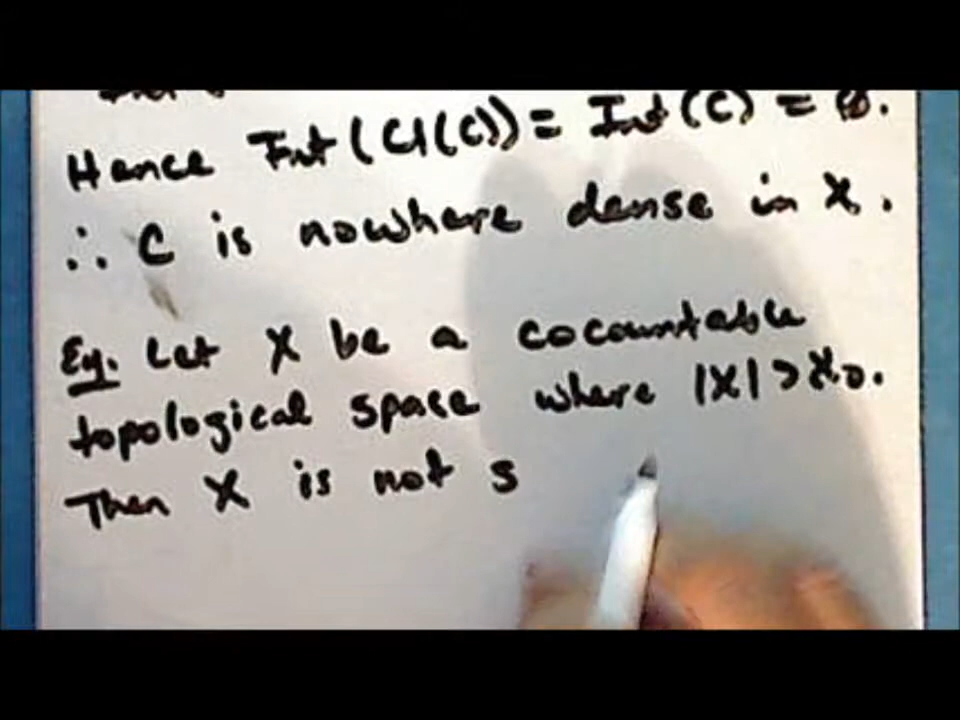 Hence Int(Cl(C)) = Int(C) = ∅.
∴ C is nowhere dense in X.
Eg. Let X be a cocountable
topological space where |X| > ℵ₀.
Then X is not s